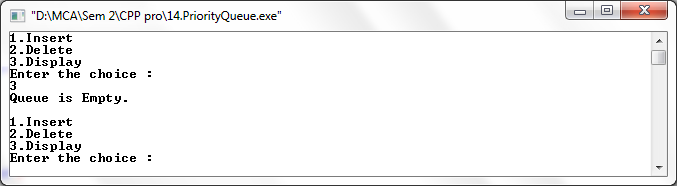 "D:\MCA\Sem 2\CPP pro\14.PriorityQueue.exe"
1.Insert
2.Delete
3.Display
Enter the choice :
3
Queue is Empty.
1.Insert
2.Delete
3.Display
Enter the choice :